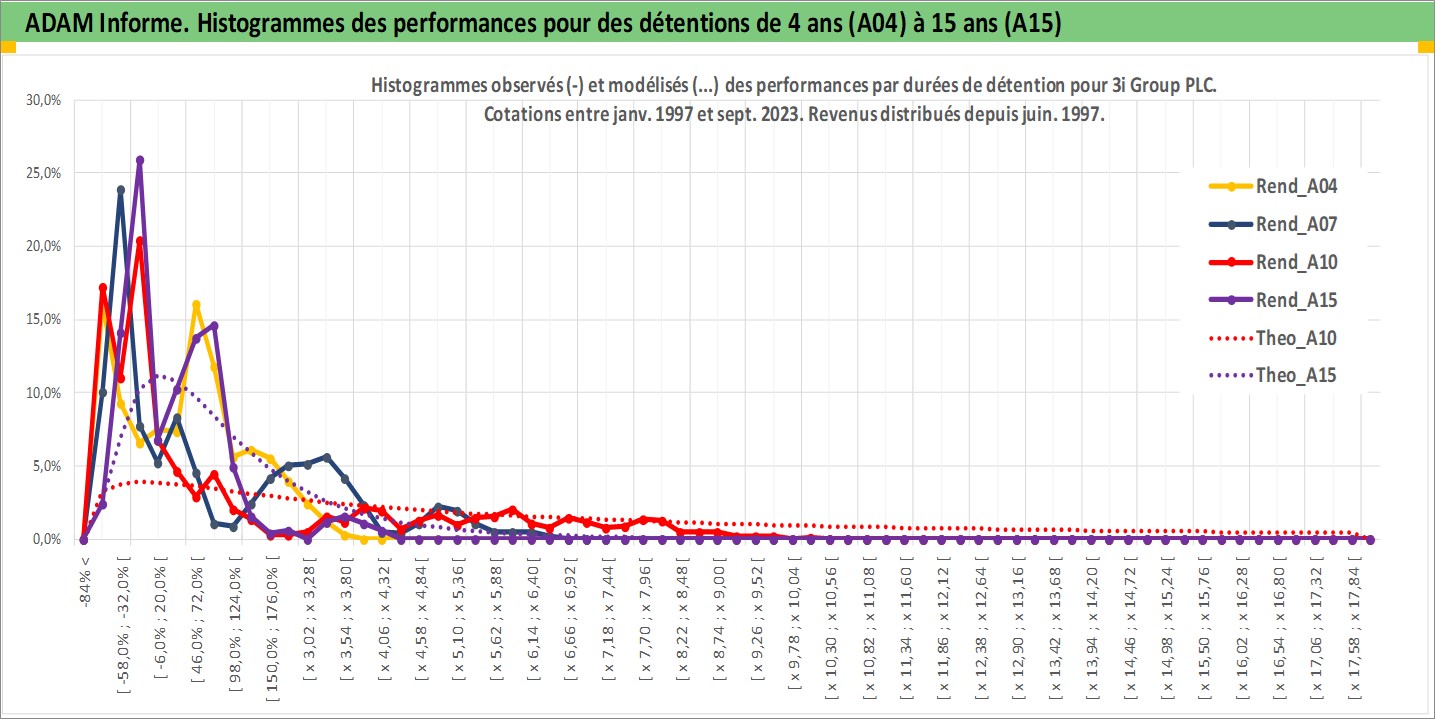 ADAM Informe. Histogrammes des performances pour des détentions de 4 ans (A04) à 15 ans (A15)
Histogrammes observés (-) et modélisés (...) des performances par durées de détention pour 3i Group PLC.
Cotations entre janv. 1997 et sept. 2023. Revenus distribués depuis juin. 1997.
30,0%
25,0%
20,0%
15,0%
10,0%
5,0%
0,0%
Rend_A04
Rend_A07
Rend_A10
Rend_A15
Theo_A10
Theo_A15
-84% <
[ -58,0% ; -32,0% [
[ -6,0% ; 20,0% [
[ 46,0% ; 72,0% [
[ 98,0% ; 124,0% [
[ 150,0% ; 176,0% [
[ x 3,02 ; x 3,28 [
[ x 3,54 ; x 3,80 [
[ x 4,06 ; x 4,32 [
[ x 4,58 ; x 4,84 [
[ x 5,10 ; x 5,36 [
[ x 5,62 ; x 5,88 [
[ x 6,14 ; x 6,40 [
[ x 6,66 ; x 6,92 [
[ x 7,18 ; x 7,44 [
[ x 7,70 ; x 7,96 [
[ x 8,22 ; x 8,48 [
[ x 8,74 ; x 9,00 [
[ x 9,26 ; x 9,52 [
[ x 9,78 ; x 10,04 [
[ x 10,30 ; x 10,56 [
[ x 10,82 ; x 11,08 [
[ x 11,34 ; x 11,60 [
[ x 11,86 ; x 12,12 [
[ x 12,38 ; x 12,64 [
[ x 12,90 ; x 13,16 [
[ x 13,42 ; x 13,68 [
[ x 13,94 ; x 14,20 [
[ x 14,46 ; x 14,72 [
[ x 14,98 ; x 15,24 [
[ x 15,50 ; x 15,76 [
[ x 16,02 ; x 16,28 [
[ x 16,54 ; x 16,80 [
[ x 17,06 ; x 17,32 [
[ x 17,58 ; x 17,84 [